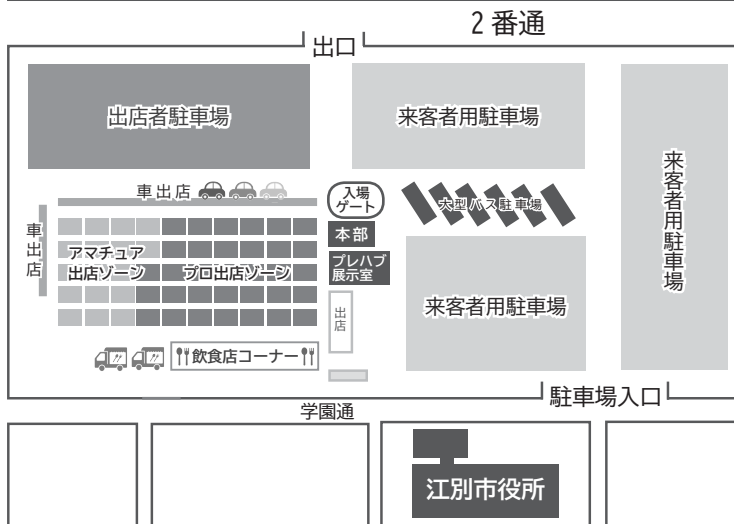 2番通
出口
出店者駐車場
来客者用駐車場
来客者用駐車場
車出店
入場
ゲート
大型バス駐車場
車出店
本部
アマチュア
出店ゾーン
プロ出店ゾーン
プレハブ
展示室
出店
来客者用駐車場
飲食店コーナー
駐車場入口
学園通
江別市役所